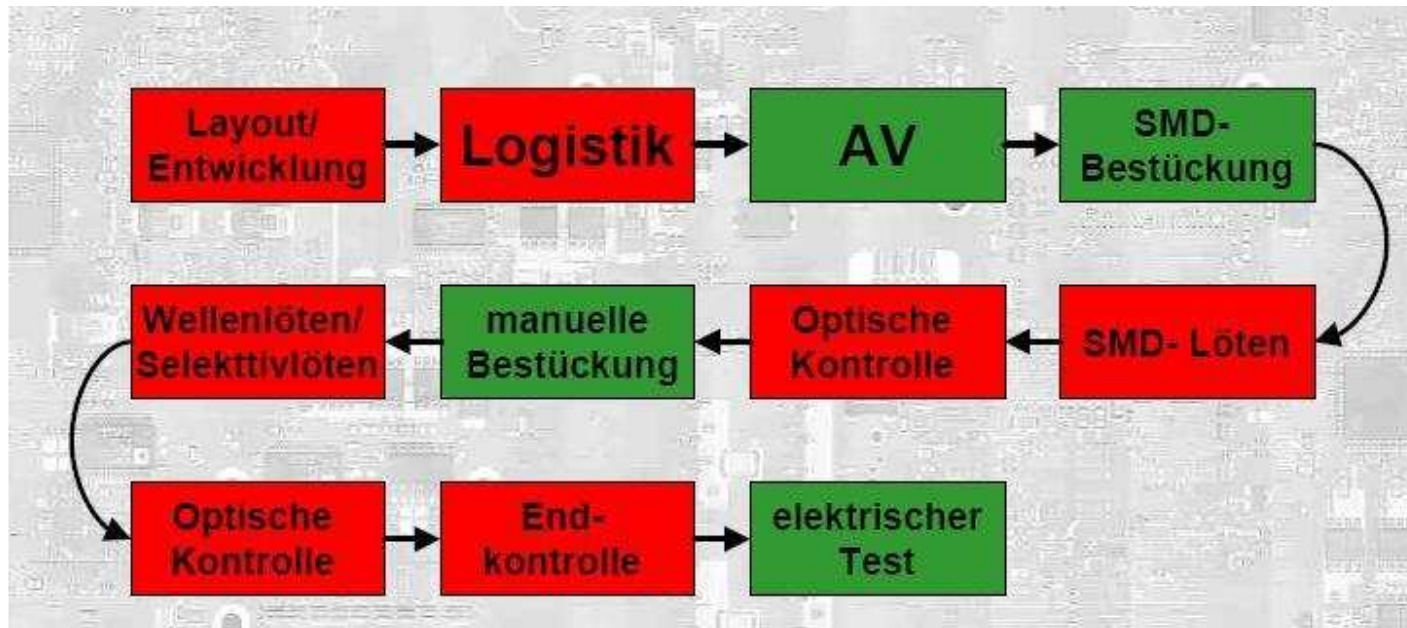 Layout/
Entwicklung
Logistik
AV
SMD-
Bestückung
SMD- Löten
Optische
Kontrolle
manuelle
Bestückung
Wellenlöten/
Selekttivlöten
Optische
Kontrolle
End-
kontrolle
elektrischer
Test